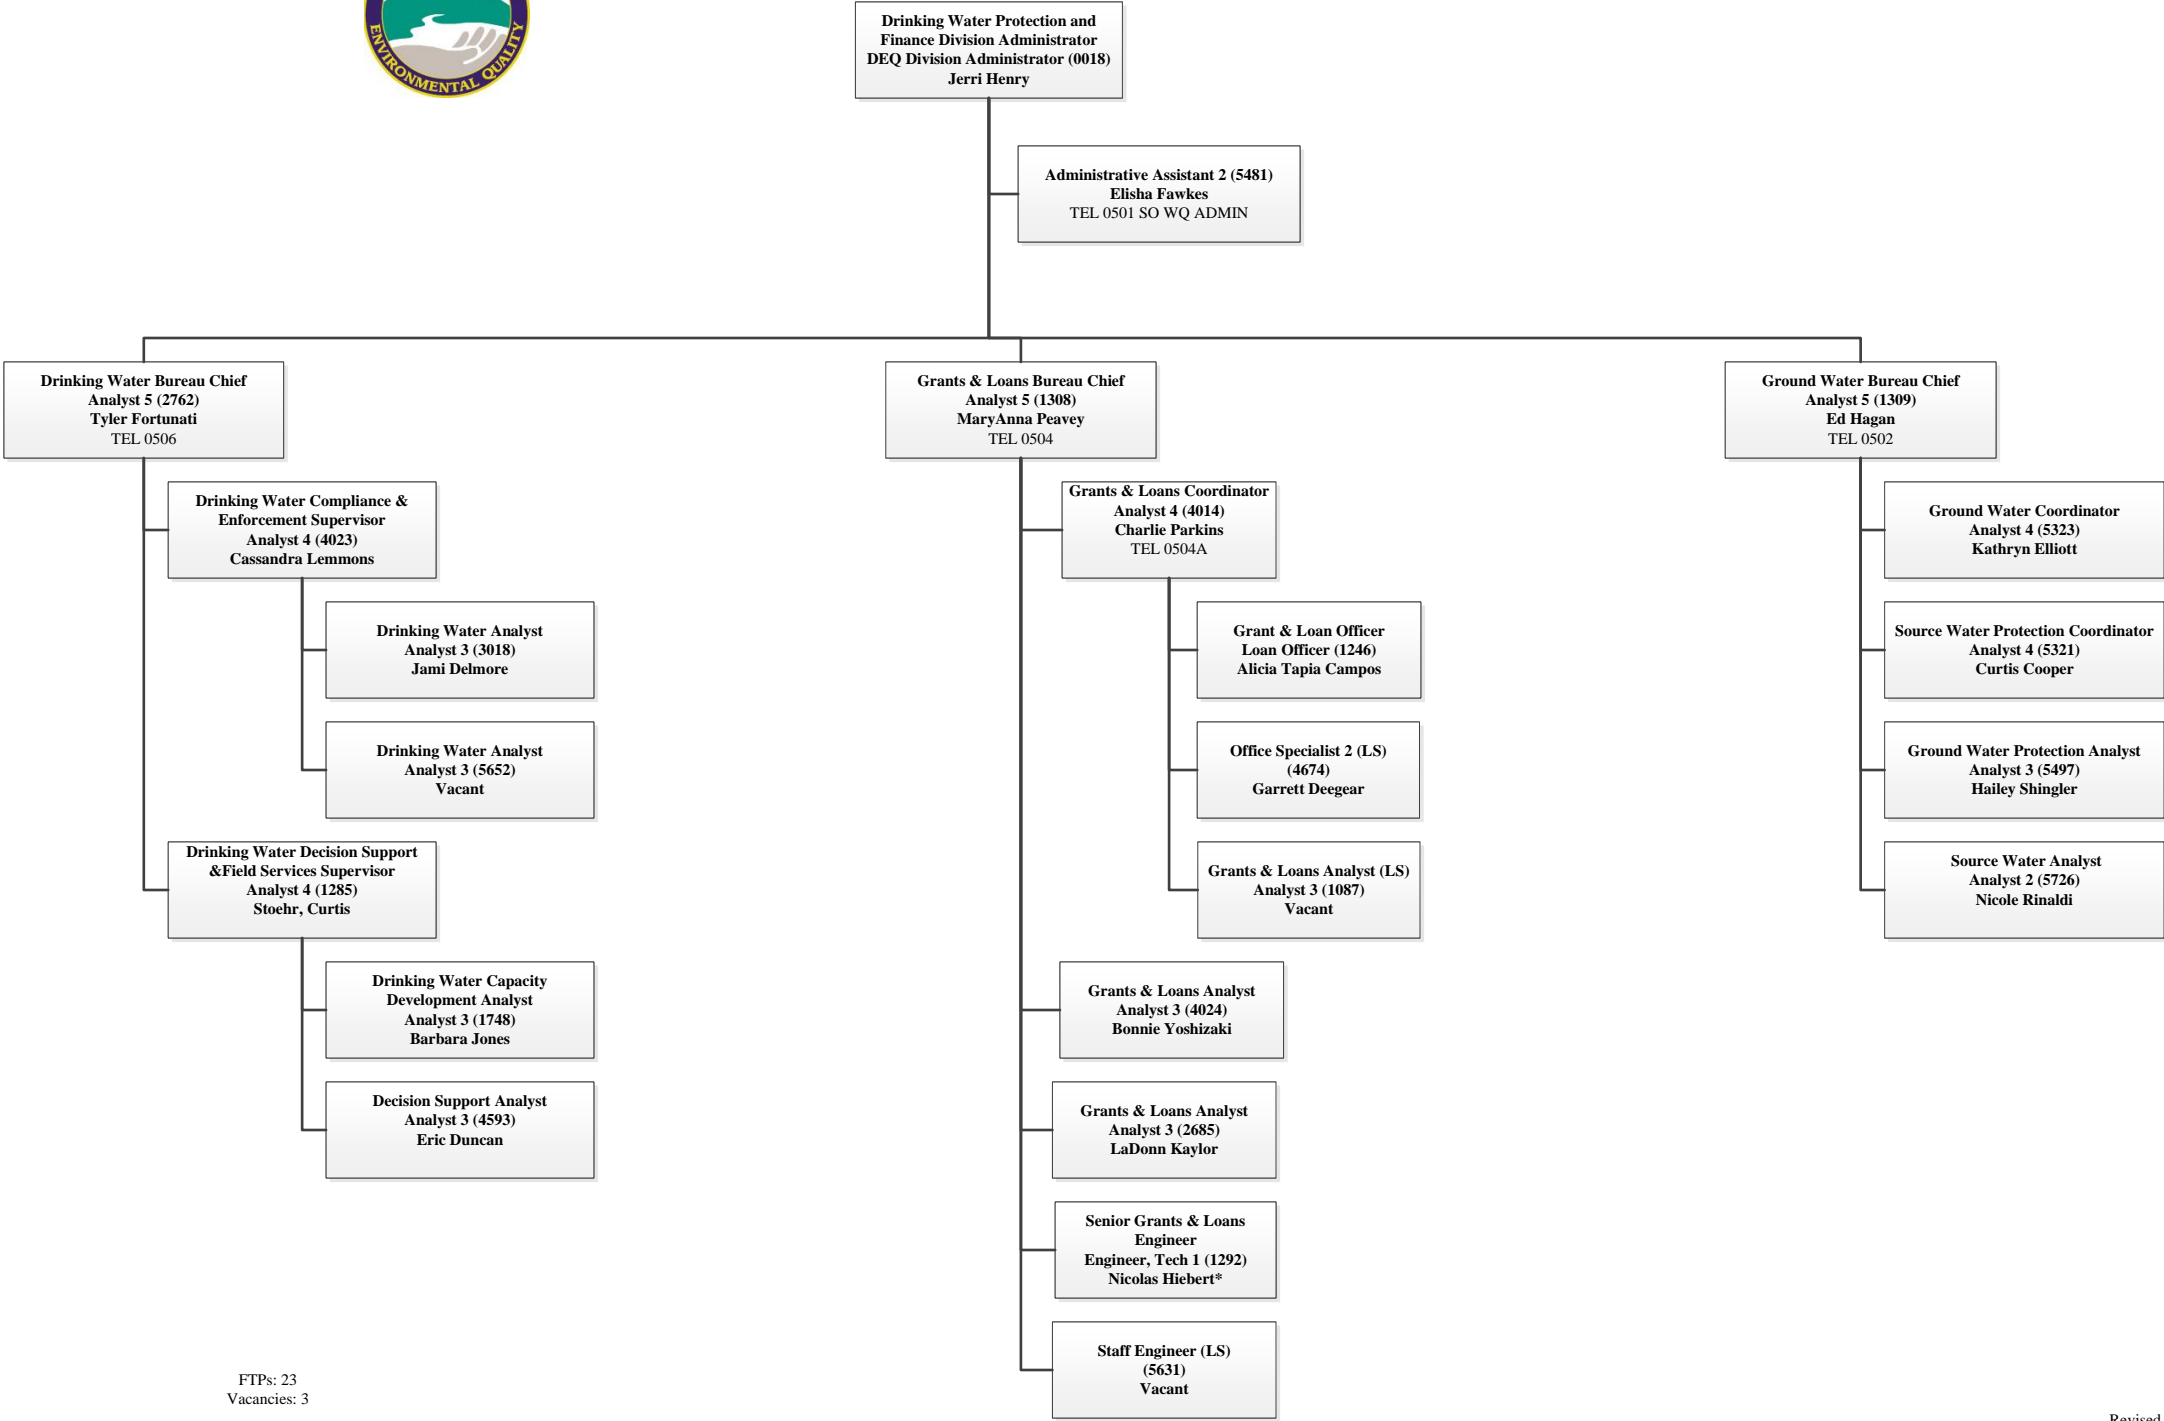 ENVIRONMENTAL QUALITY
Drinking Water Protection and
Finance Division Administrator
DEQ Division Administrator (0018)
Jerri Henry
Administrative Assistant 2 (5481)
Elisha Fawkes
TEL 0501 SO WQ ADMIN
Drinking Water Bureau Chief
Analyst 5 (2762)
Tyler Fortunati
TEL 0506
Drinking Water Compliance &
Enforcement Supervisor
Analyst 4 (4023)
Cassandra Lemmons
Drinking Water Analyst
Analyst 3 (3018)
Jami Delmore
Drinking Water Analyst
Analyst 3 (5652)
Vacant
Drinking Water Decision Support
&Field Services Supervisor
Analyst 4 (1285)
Stoehr, Curtis
Drinking Water Capacity
Development Analyst
Analyst 3 (1748)
Barbara Jones
Decision Support Analyst
Analyst 3 (4593)
Eric Duncan
Grants & Loans Bureau Chief
Analyst 5 (1308)
MaryAnna Peavey
TEL 0504
Grants & Loans Coordinator
Analyst 4 (4014)
Charlie Parkins
TEL 0504A
Grant & Loan Officer
Loan Officer (1246)
Alicia Tapia Campos
Office Specialist 2 (LS)
(4674)
Garrett Deegear
Grants & Loans Analyst (LS)
Analyst 3 (1087)
Vacant
Grants & Loans Analyst
Analyst 3 (4024)
Bonnie Yoshizaki
Grants & Loans Analyst
Analyst 3 (2685)
LaDonn Kaylor
Senior Grants & Loans
Engineer
Engineer, Tech 1 (1292)
Nicolas Hiebert*
Staff Engineer (LS)
(5631)
Vacant
Ground Water Bureau Chief
Analyst 5 (1309)
Ed Hagan
TEL 0502
Ground Water Coordinator
Analyst 4 (5323)
Kathryn Elliott
Source Water Protection Coordinator
Analyst 4 (5321)
Curtis Cooper
Ground Water Protection Analyst
Analyst 3 (5497)
Hailey Shingler
Source Water Analyst
Analyst 2 (5726)
Nicole Rinaldi
FTPs: 23
Vacancies: 3
Revised